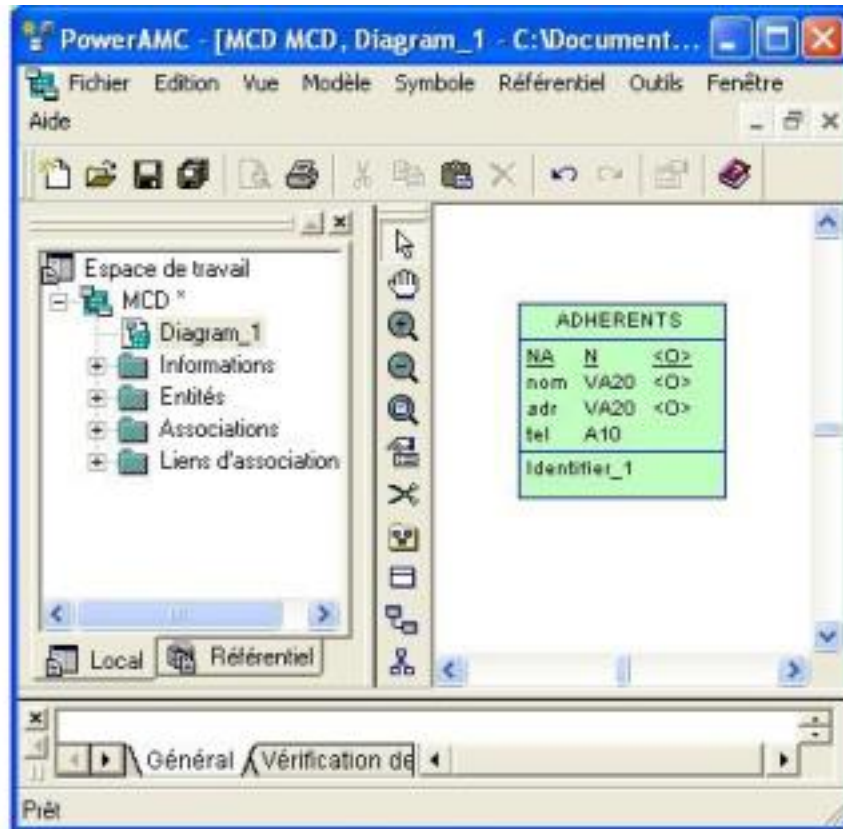 PowerAMC - [MCD MCD, Diagram_1 - C:\Document...
Fichier Edition Vue Modèle Symbole Référentiel Outils Fenêtre
Aide
Espace de travail
MCD *
Diagram_1
Informations
Entités
Associations
Liens d'association
Local Référentiel
ADHERENTS
NA N <O>
nom VA20 <O>
adr VA20 <O>
tel A10
Identifier_1
Général Vérification de
Prêt